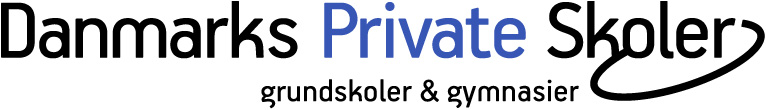 Danmarks Private Skoler
grundskoler & gymnasier